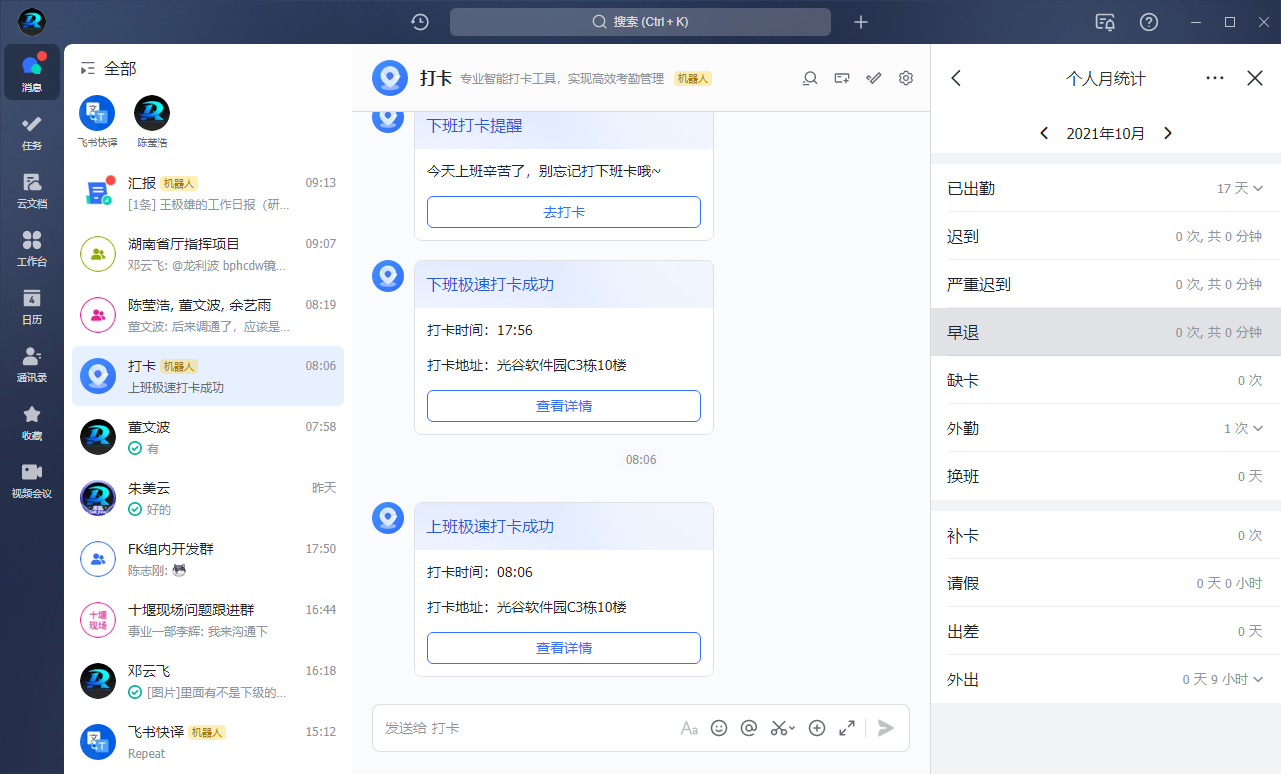 搜索 (Ctrl + K)
消息
任务
云文档
工作台
4
日历
通讯录
收藏
视频会议
全部
飞书快译
陈莹浩
汇报 机器人 09:13
[1条] 王极雄的工作日报（研...
湖南省厅指挥项目 09:07
邓云飞: @龙利波 bphcdw镜...
陈莹浩, 董文波, 余艺雨 08:19
董文波: 后来调通了，应该是...
打卡 机器人 08:06
上班极速打卡成功
董文波 07:58
有
朱美云 昨天
好的
FK组内开发群 17:50
陈志刚:
十堰
现场
十堰现场问题跟进群 16:44
事业一部李辉: 我来沟通下
邓云飞 16:18
[图片]里面有不是下级的...
飞书快译 机器人 15:12
Repeat
打卡 专业智能打卡工具，实现高效考勤管理 机器人
下班打卡提醒
今天上班辛苦了，别忘记打下班卡哦~
去打卡
下班极速打卡成功
打卡时间：17:56
打卡地址：光谷软件园C3栋10楼
查看详情
08:06
上班极速打卡成功
打卡时间：08:06
打卡地址：光谷软件园C3栋10楼
查看详情
发送给 打卡
Aa
个人月统计
2021年10月
已出勤 17 天
迟到 0 次, 共 0 分钟
严重迟到 0 次, 共 0 分钟
早退 0 次, 共 0 分钟
缺卡 0 次
外勤 1 次
换班 0 天
补卡 0 次
请假 0 天 0 小时
出差 0 天
外出 0 天 9 小时